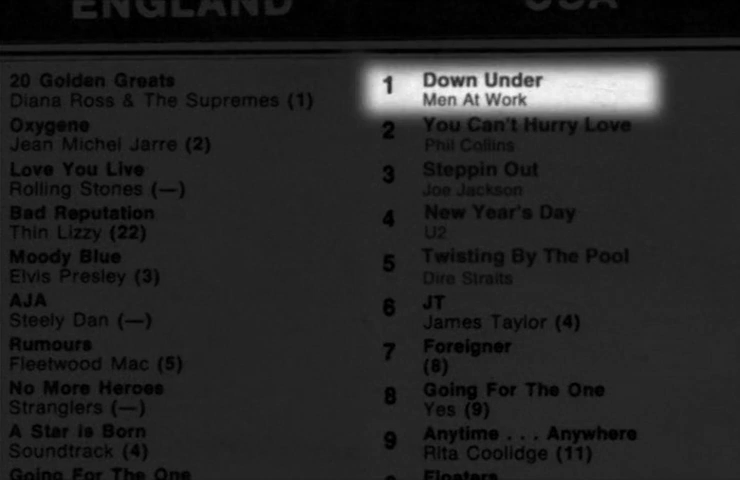 ENGLAND
20 Golden Greats
Diana Ross & The Supremes (1)
Oxygene
Jean Michel Jarre (2)
Love You Live
Rolling Stones (—)
Bad Reputation
Thin Lizzy (22)
Moody Blue
Elvis Presley (3)
AJA
Steely Dan (—)
Rumours
Fleetwood Mac (5)
No More Heroes
Stranglers (—)
A Star is Born
Soundtrack (4)
Going For The One
USA
1 Down Under
Men At Work
2 You Can't Hurry Love
Phil Collins
3 Steppin Out
Joe Jackson
4 New Year's Day
U2
5 Twisting By The Pool
Dire Straits
6 JT
James Taylor (4)
7 Foreigner
(8)
8 Going For The One
Yes (9)
9 Anytime . . . Anywhere
Rita Coolidge (11)
Floaters